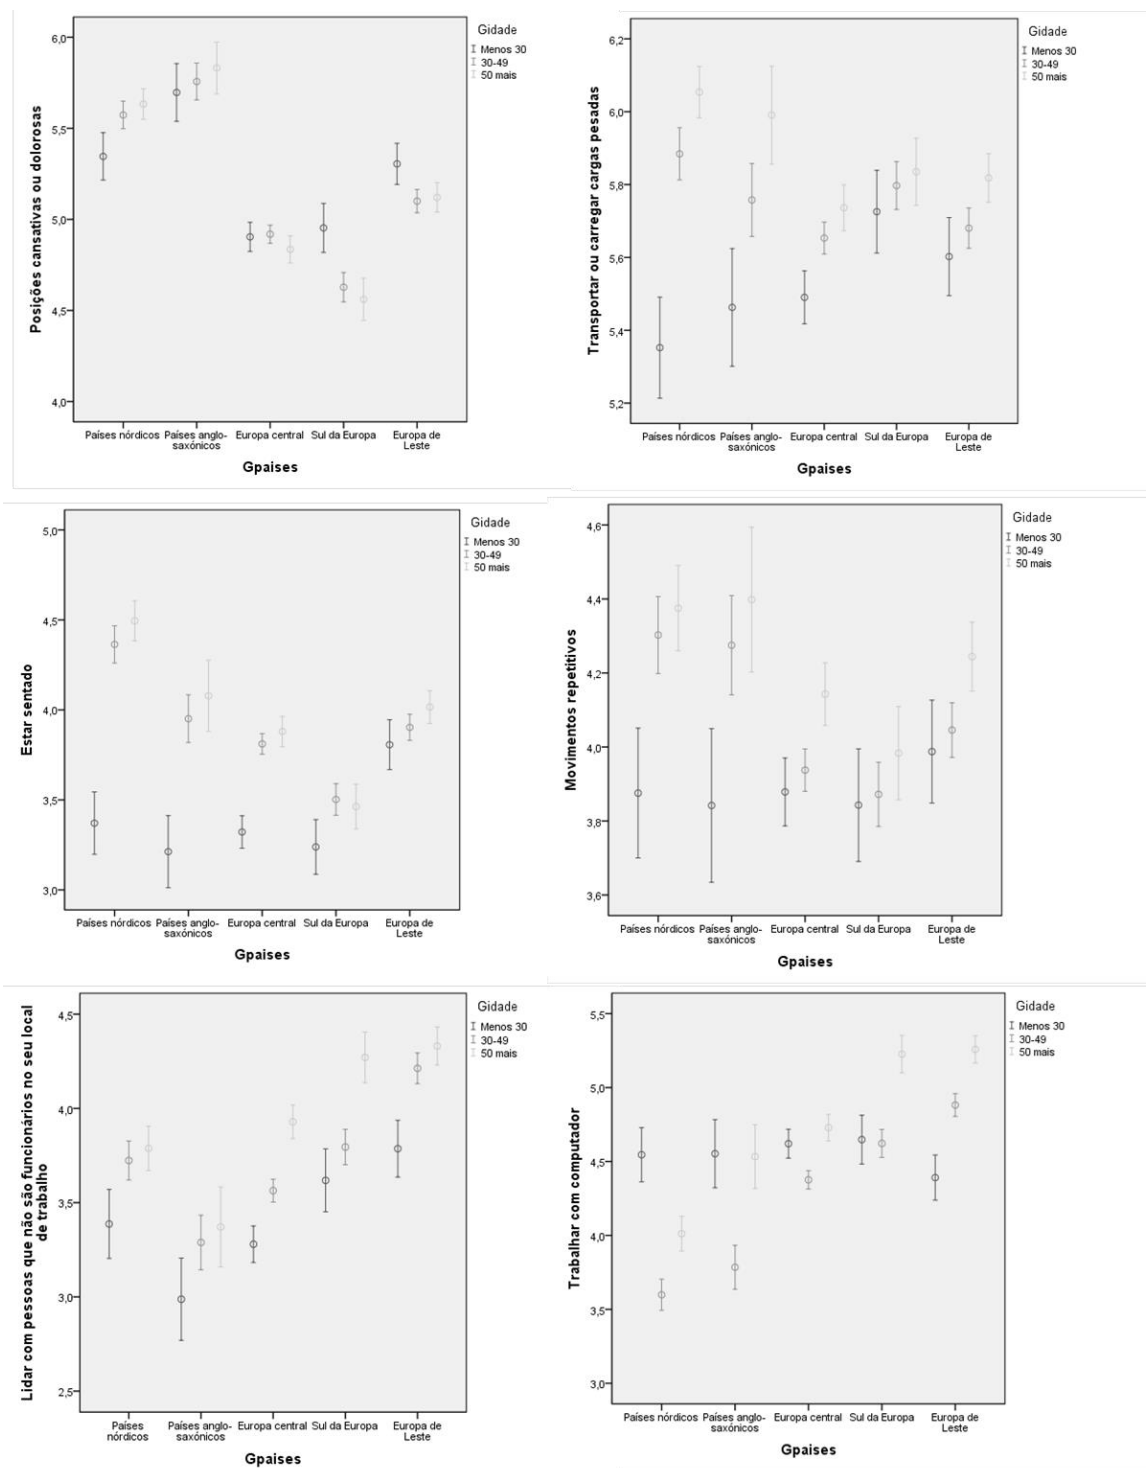 Posições cansativas ou dolorosas
6,0
5,5
5,0
4,5
4,0
Países nórdicos
Países anglo-
saxónicos
Europa central
Sul da Europa
Europa de
Leste
Gpaises
Gidade
Menos 30
30-49
50 mais
Transportar ou carregar cargas pesadas
6,2
6,0
5,8
5,6
5,4
5,2
Países nórdicos
Países anglo-
saxónicos
Europa central
Sul da Europa
Europa de
Leste
Gpaises
Gidade
Menos 30
30-49
50 mais
Estar sentado
5,0
4,5
4,0
3,5
3,0
Países nórdicos
Países anglo-
saxónicos
Europa central
Sul da Europa
Europa de
Leste
Gpaises
Gidade
Menos 30
30-49
50 mais
Movimentos repetitivos
4,6
4,4
4,2
4,0
3,8
3,6
Países nórdicos
Países anglo-
saxónicos
Europa central
Sul da Europa
Europa de
Leste
Gpaises
Gidade
Menos 30
30-49
50 mais
Lidar com pessoas que não são funcionários no seu local
de trabalho
4,5
4,0
3,5
3,0
2,5
Países
nórdicos
Países anglo-
saxónicos
Europa central
Sul da Europa
Europa de
Leste
Gpaises
Gidade
Menos 30
30-49
50 mais
Trabalhar com computador
5,5
5,0
4,5
4,0
3,5
3,0
Países nórdicos
Países anglo-
saxónicos
Europa central
Sul da Europa
Europa de
Leste
Gpaises
Gidade
Menos 30
30-49
50 mais